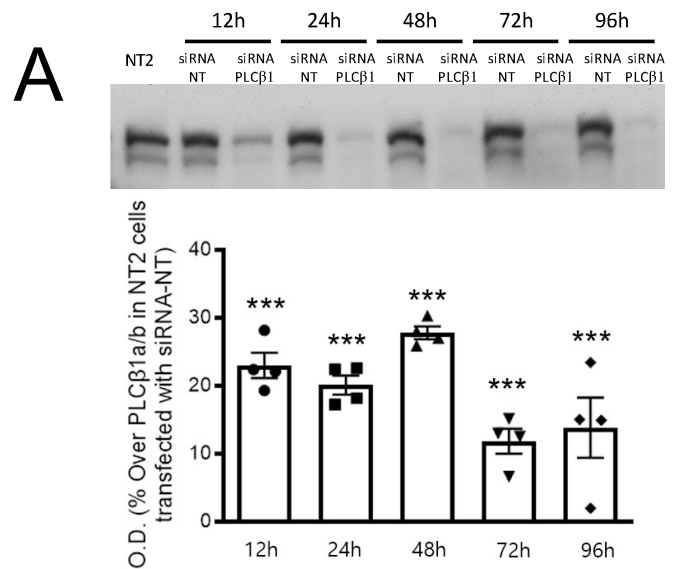 A
12h 24h 48h 72h 96h
NT2 siRNA NT siRNA PLCβ1 siRNA NT siRNA PLCβ1 siRNA NT siRNA PLCβ1 siRNA NT siRNA PLCβ1 siRNA NT siRNA PLCβ1
O.D. (% Over PLCβ1a/b in NT2 cells
transfected with siRNA-NT)
40
30
20
10
0
*** *** *** *** ***
12h 24h 48h 72h 96h